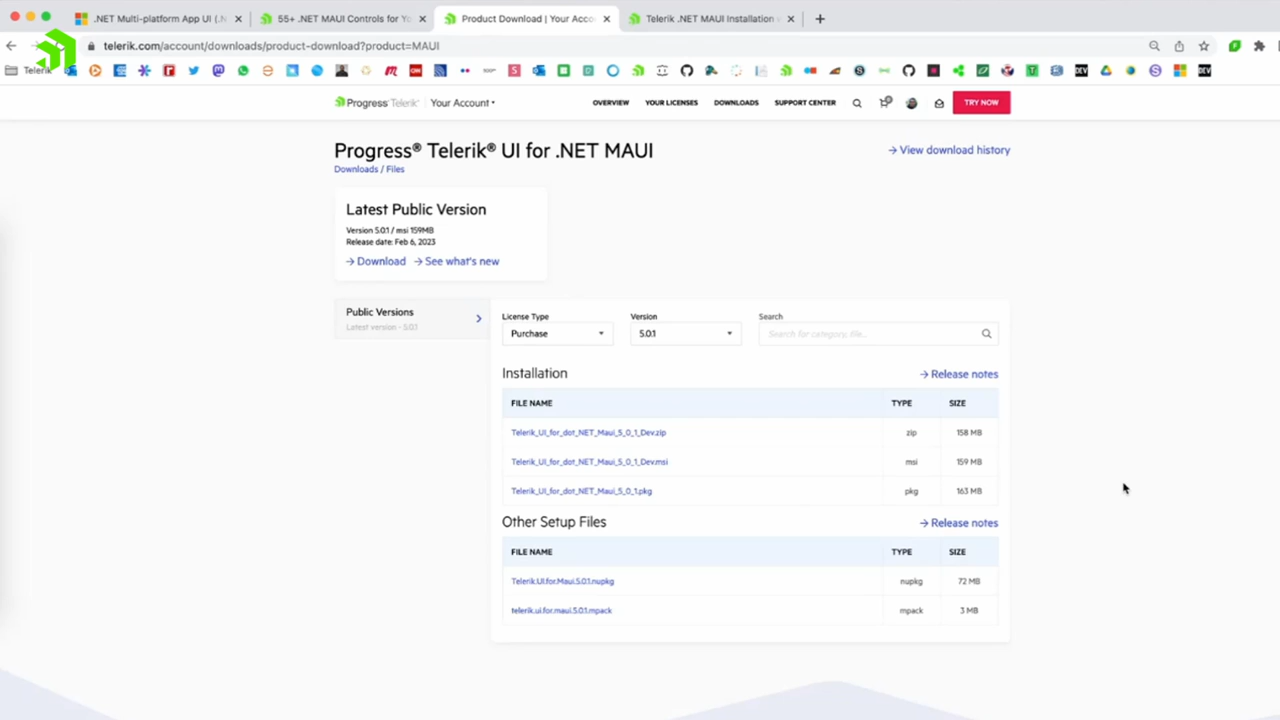 .NET Multi-platform App UI (.N
55+ .NET MAUI Controls for Yo
Product Download | Your Acco
Telerik .NET MAUI Installation
telerik.com/account/downloads/product-download?product=MAUI
Telerik
Progress Telerik
Your Account
OVERVIEW
YOUR LICENSES
DOWNLOADS
SUPPORT CENTER
TRY NOW
Progress® Telerik® UI for .NET MAUI
→ View download history
Downloads / Files
Latest Public Version
Version 5.0.1 / msi 159MB
Release date: Feb 6, 2023
→ Download → See what's new
Public Versions
Latest version - 5.0.1
License Type
Version
Search
Purchase
5.0.1
Search for category, file...
Installation
→ Release notes
FILE NAME TYPE SIZE
Telerik_UI_for_dot_NET_Maui_5_0_1_Dev.zip zip 158 MB
Telerik_UI_for_dot_NET_Maui_5_0_1_Dev.msi msi 159 MB
Telerik_UI_for_dot_NET_Maui_5_0_1.pkg pkg 163 MB
Other Setup Files
→ Release notes
FILE NAME TYPE SIZE
Telerik.UI.for.Maui.5.0.1.nupkg nupkg 72 MB
telerik.ui.for.maui.5.0.1.mpack mpack 3 MB